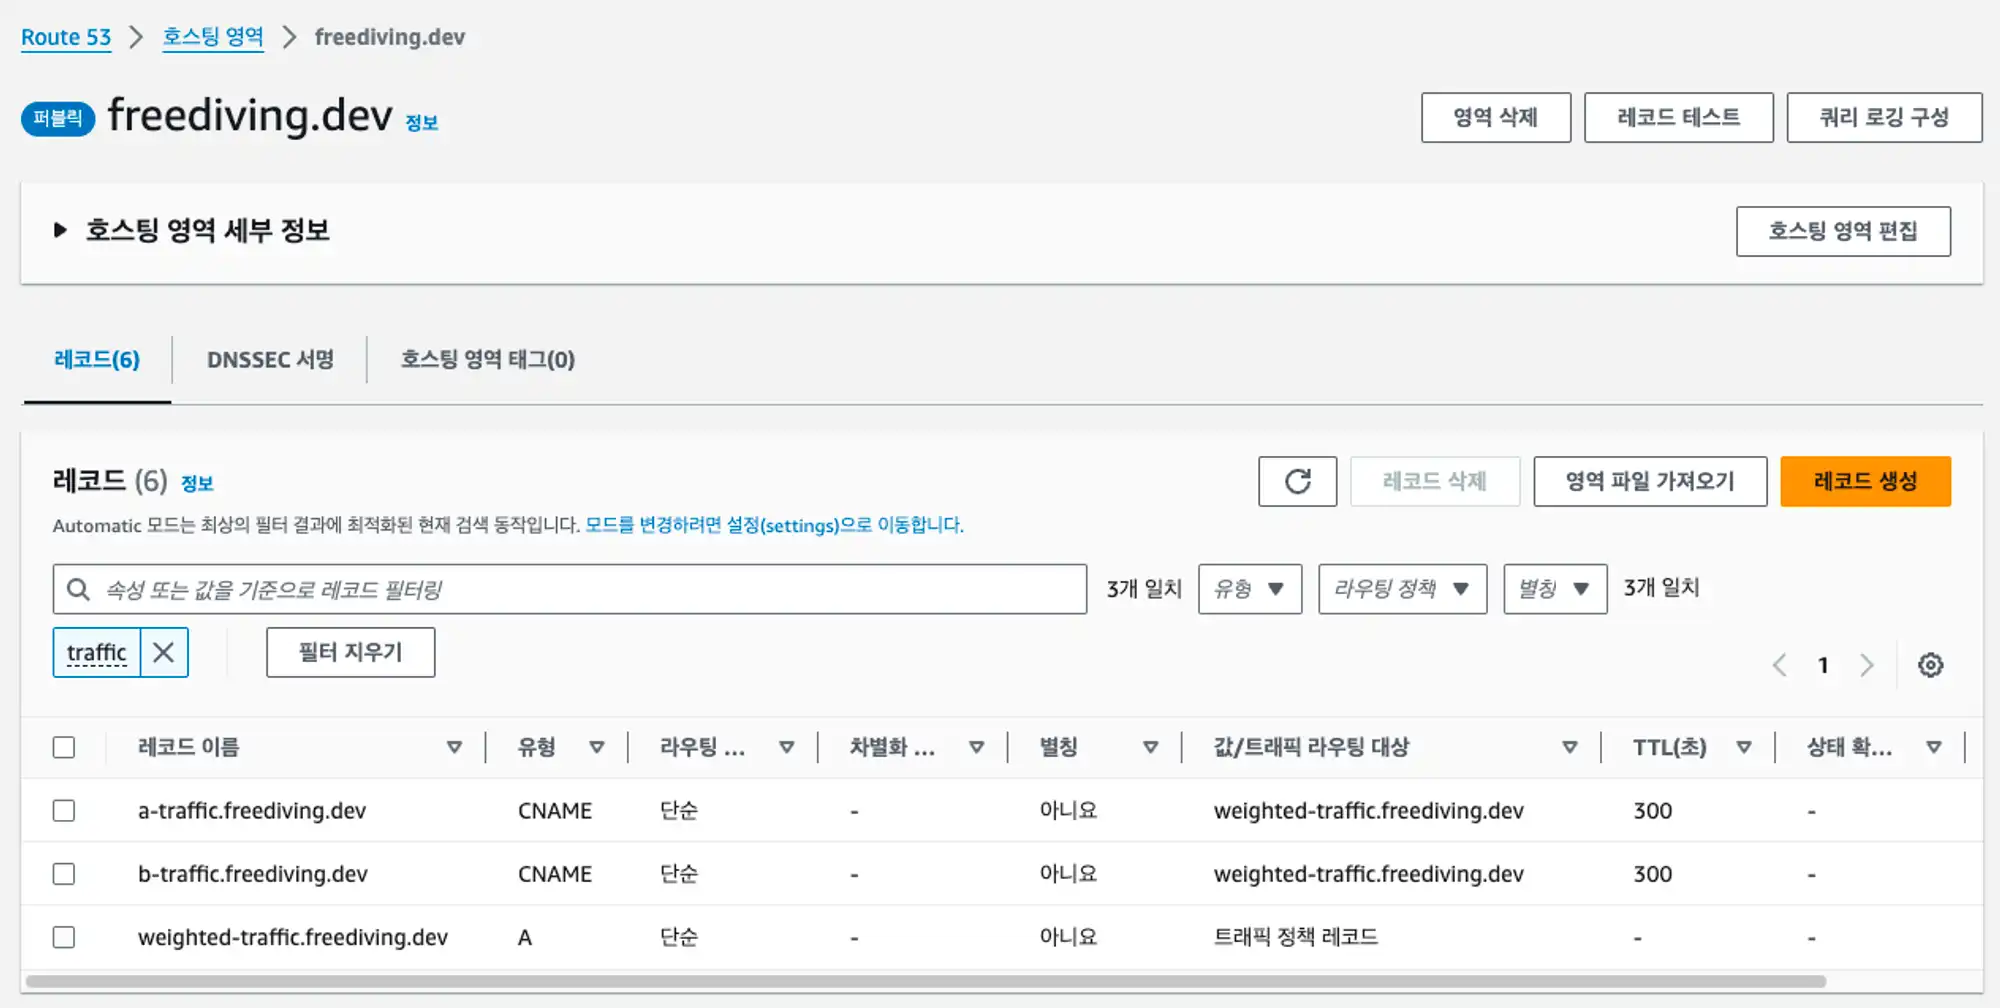 Route 53 호스팅 영역 freediving.dev
퍼블릭 freediving.dev 정보 영역 삭제 레코드 테스트 쿼리 로깅 구성
호스팅 영역 세부 정보 호스팅 영역 편집
레코드(6) DNSSEC 서명 호스팅 영역 태그(0)
레코드 (6) 정보 레코드 삭제 영역 파일 가져오기 레코드 생성
Automatic 모드는 최상의 필터 결과에 최적화된 현재 검색 동작입니다. 모드를 변경하려면 설정(settings)으로 이동합니다.
속성 또는 값을 기준으로 레코드 필터링 3개 일치 유형 라우팅 정책 별칭 3개 일치
traffic 필터 지우기 1
레코드 이름 유형 라우팅 ... 차별화 ... 별칭 값/트래픽 라우팅 대상 TTL(초) 상태 확...
a-traffic.freediving.dev CNAME 단순 - 아니요 weighted-traffic.freediving.dev 300 -
b-traffic.freediving.dev CNAME 단순 - 아니요 weighted-traffic.freediving.dev 300 -
weighted-traffic.freediving.dev A 단순 - 아니요 트래픽 정책 레코드 - -